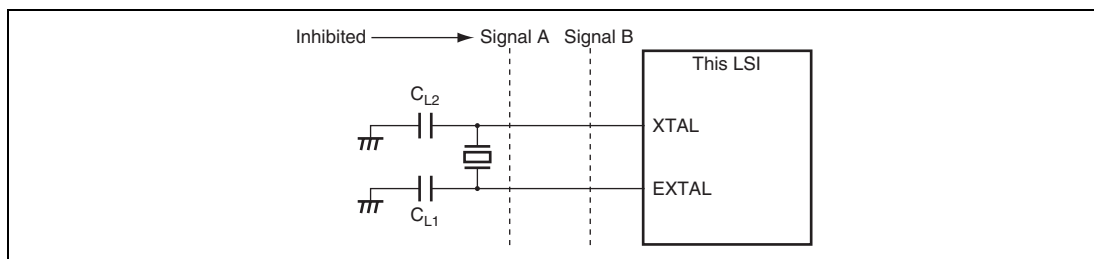 Inhibited Signal A Signal B
This LSI
CL2
XTAL
EXTAL
CL1